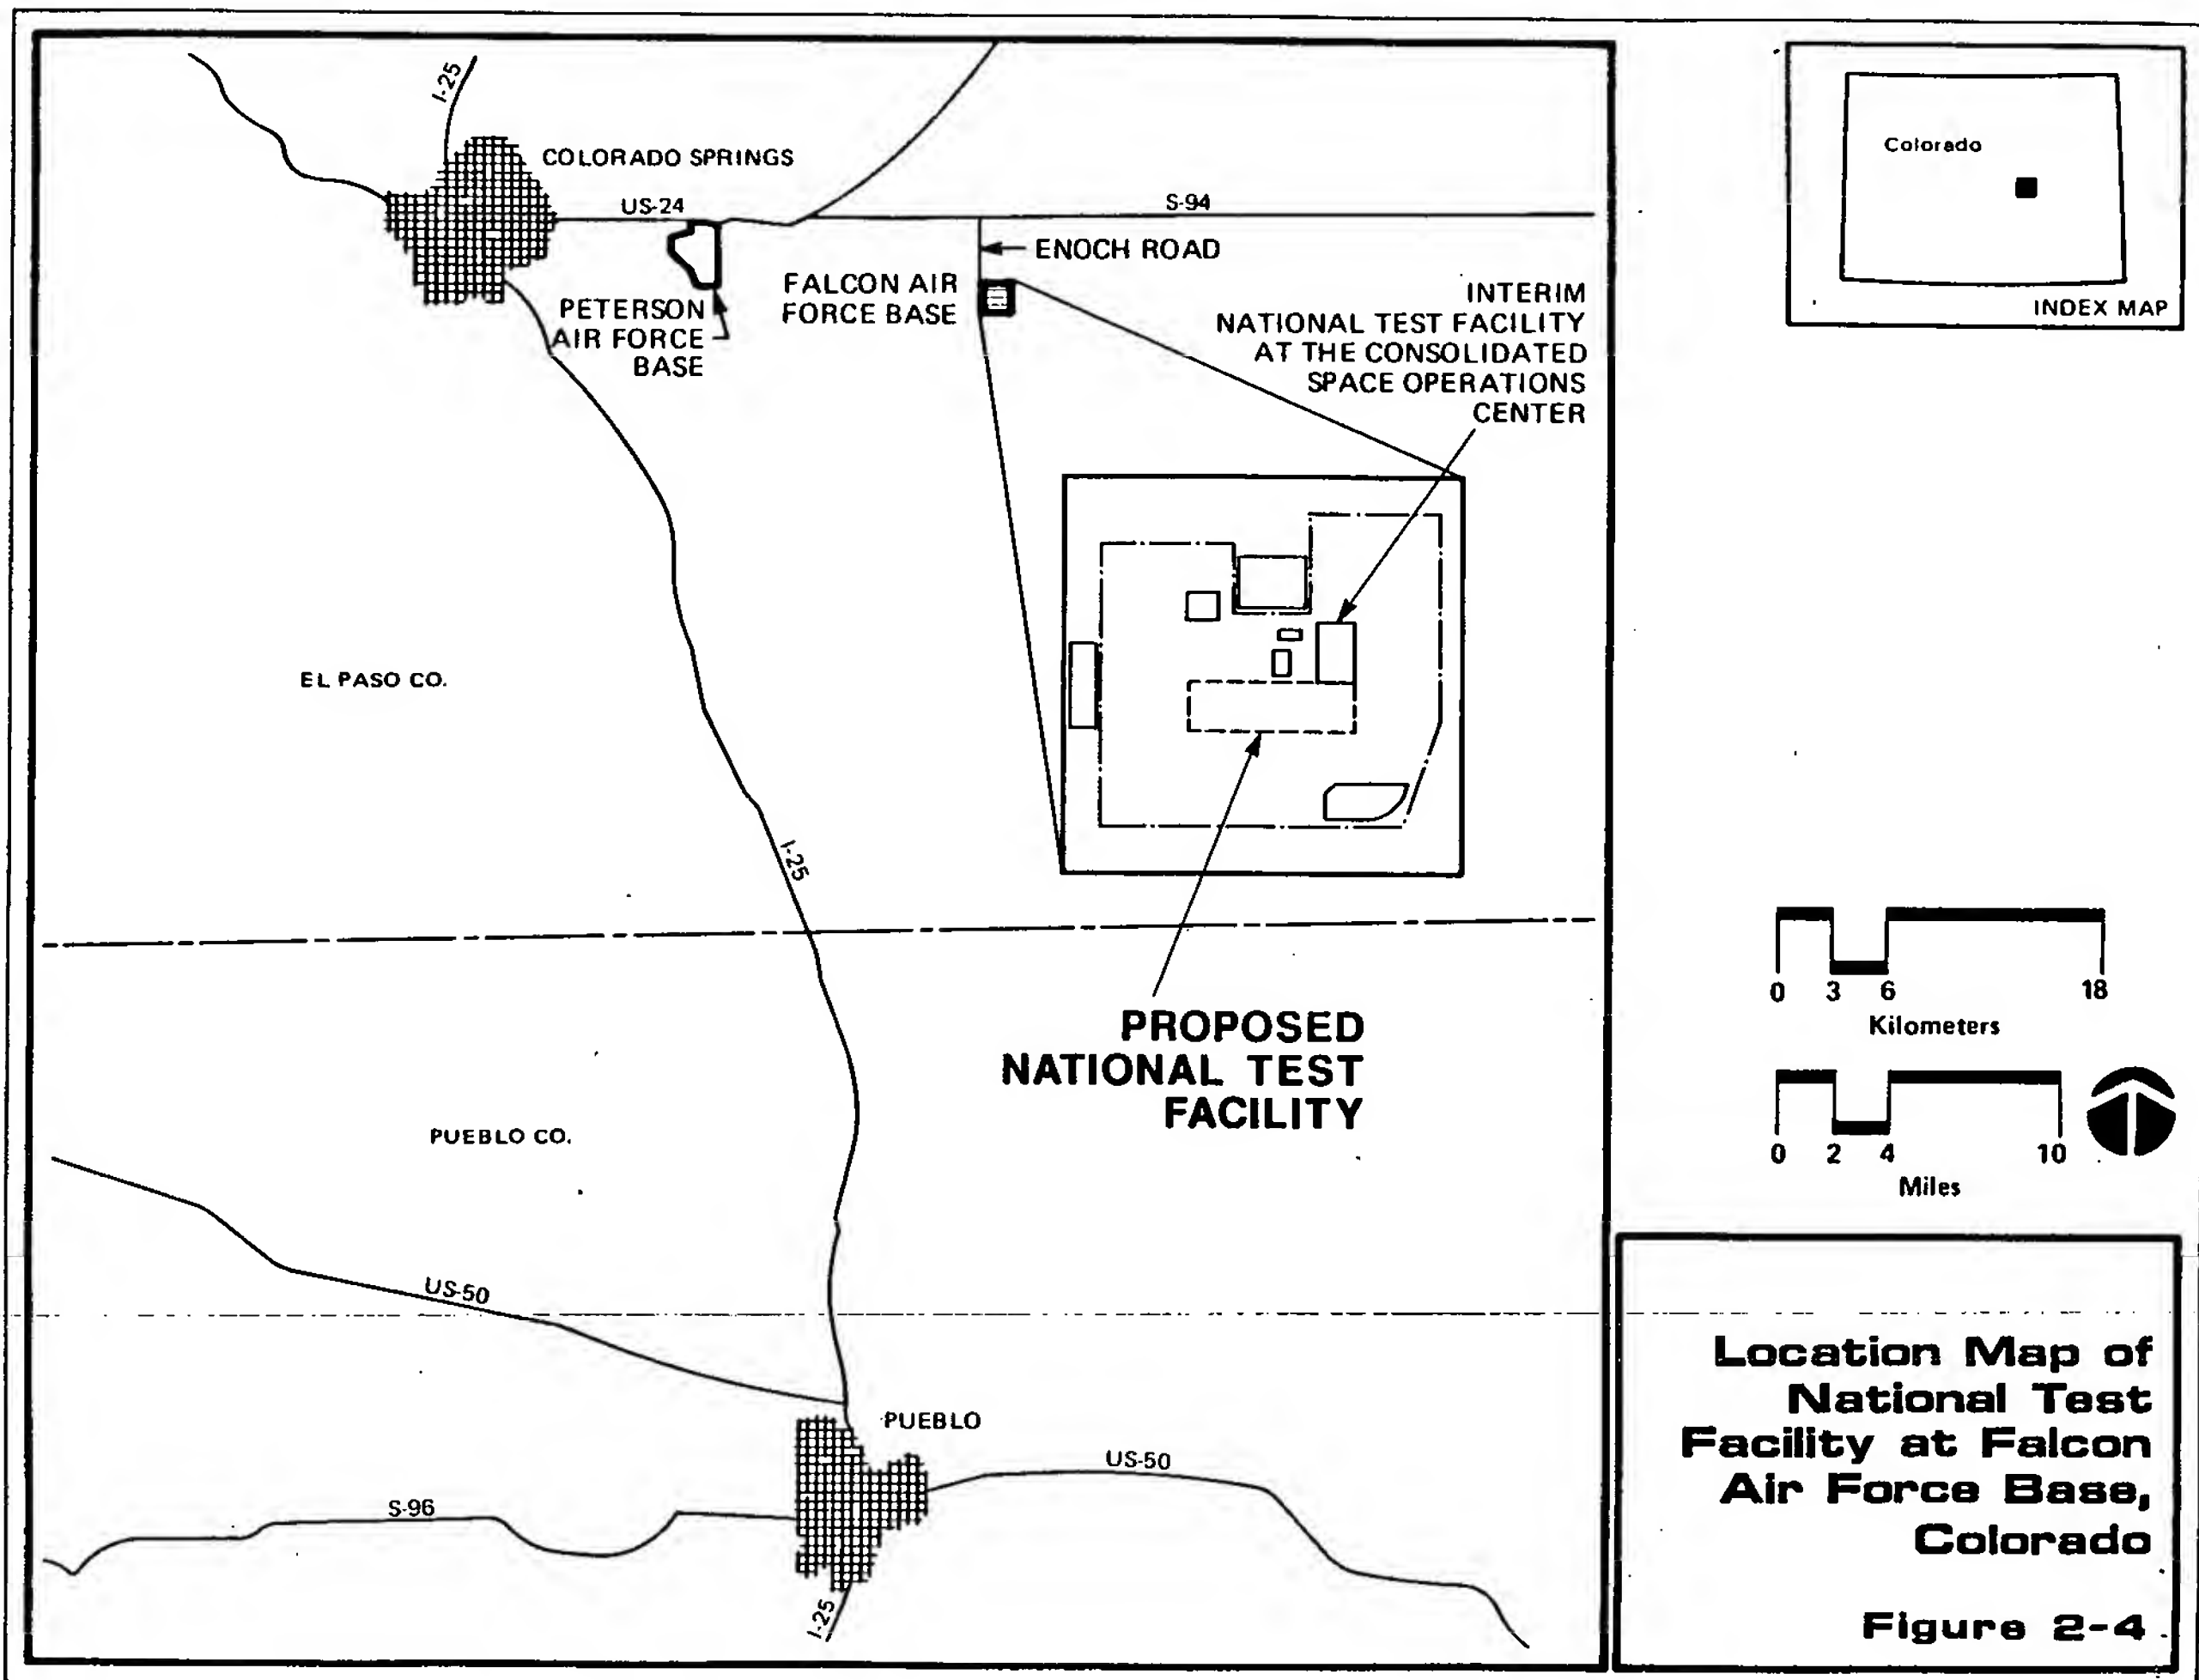 I-25
COLORADO SPRINGS
US-24
S-94
ENOCH ROAD
PETERSON
AIR FORCE
BASE
FALCON AIR
FORCE BASE
INTERIM
NATIONAL TEST FACILITY
AT THE CONSOLIDATED
SPACE OPERATIONS
CENTER
EL PASO CO.
I-25
PROPOSED
NATIONAL TEST
FACILITY
PUEBLO CO.
US-50
PUEBLO
US-50
S-96
I-25
Colorado
INDEX MAP
0 3 6 18
Kilometers
0 2 4 10
Miles
Location Map of
National Test
Facility at Falcon
Air Force Base,
Colorado
Figure 2-4